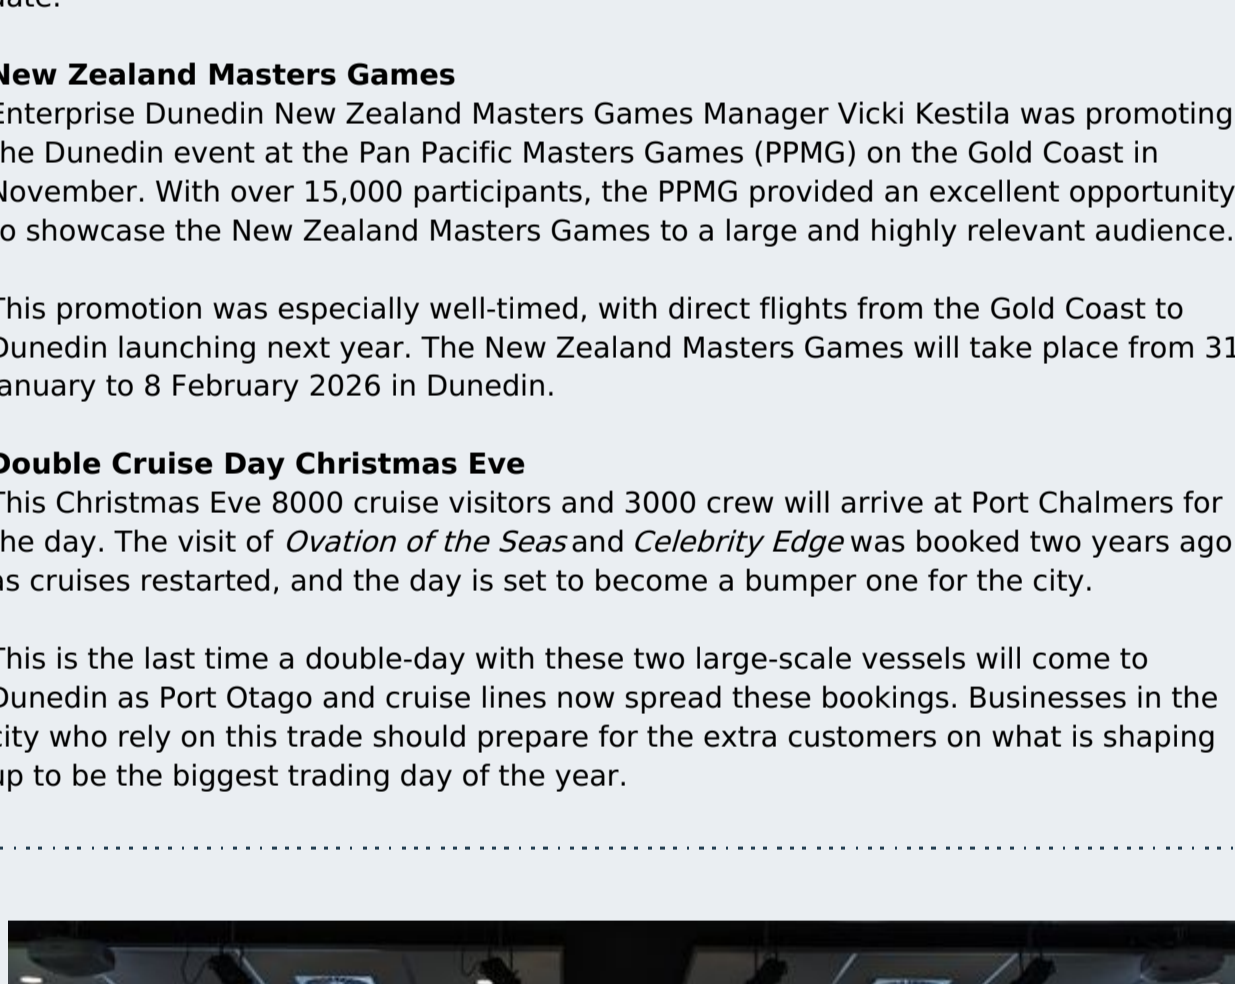 date.
New Zealand Masters Games
Enterprise Dunedin New Zealand Masters Games Manager Vicki Kestila was promoting
the Dunedin event at the Pan Pacific Masters Games (PPMG) on the Gold Coast in
November. With over 15,000 participants, the PPMG provided an excellent opportunity
to showcase the New Zealand Masters Games to a large and highly relevant audience.
This promotion was especially well-timed, with direct flights from the Gold Coast to
Dunedin launching next year. The New Zealand Masters Games will take place from 31
January to 8 February 2026 in Dunedin.
Double Cruise Day Christmas Eve
This Christmas Eve 8000 cruise visitors and 3000 crew will arrive at Port Chalmers for
the day. The visit of Ovation of the Seas and Celebrity Edge was booked two years ago
as cruises restarted, and the day is set to become a bumper one for the city.
This is the last time a double-day with these two large-scale vessels will come to
Dunedin as Port Otago and cruise lines now spread these bookings. Businesses in the
city who rely on this trade should prepare for the extra customers on what is shaping
up to be the biggest trading day of the year.